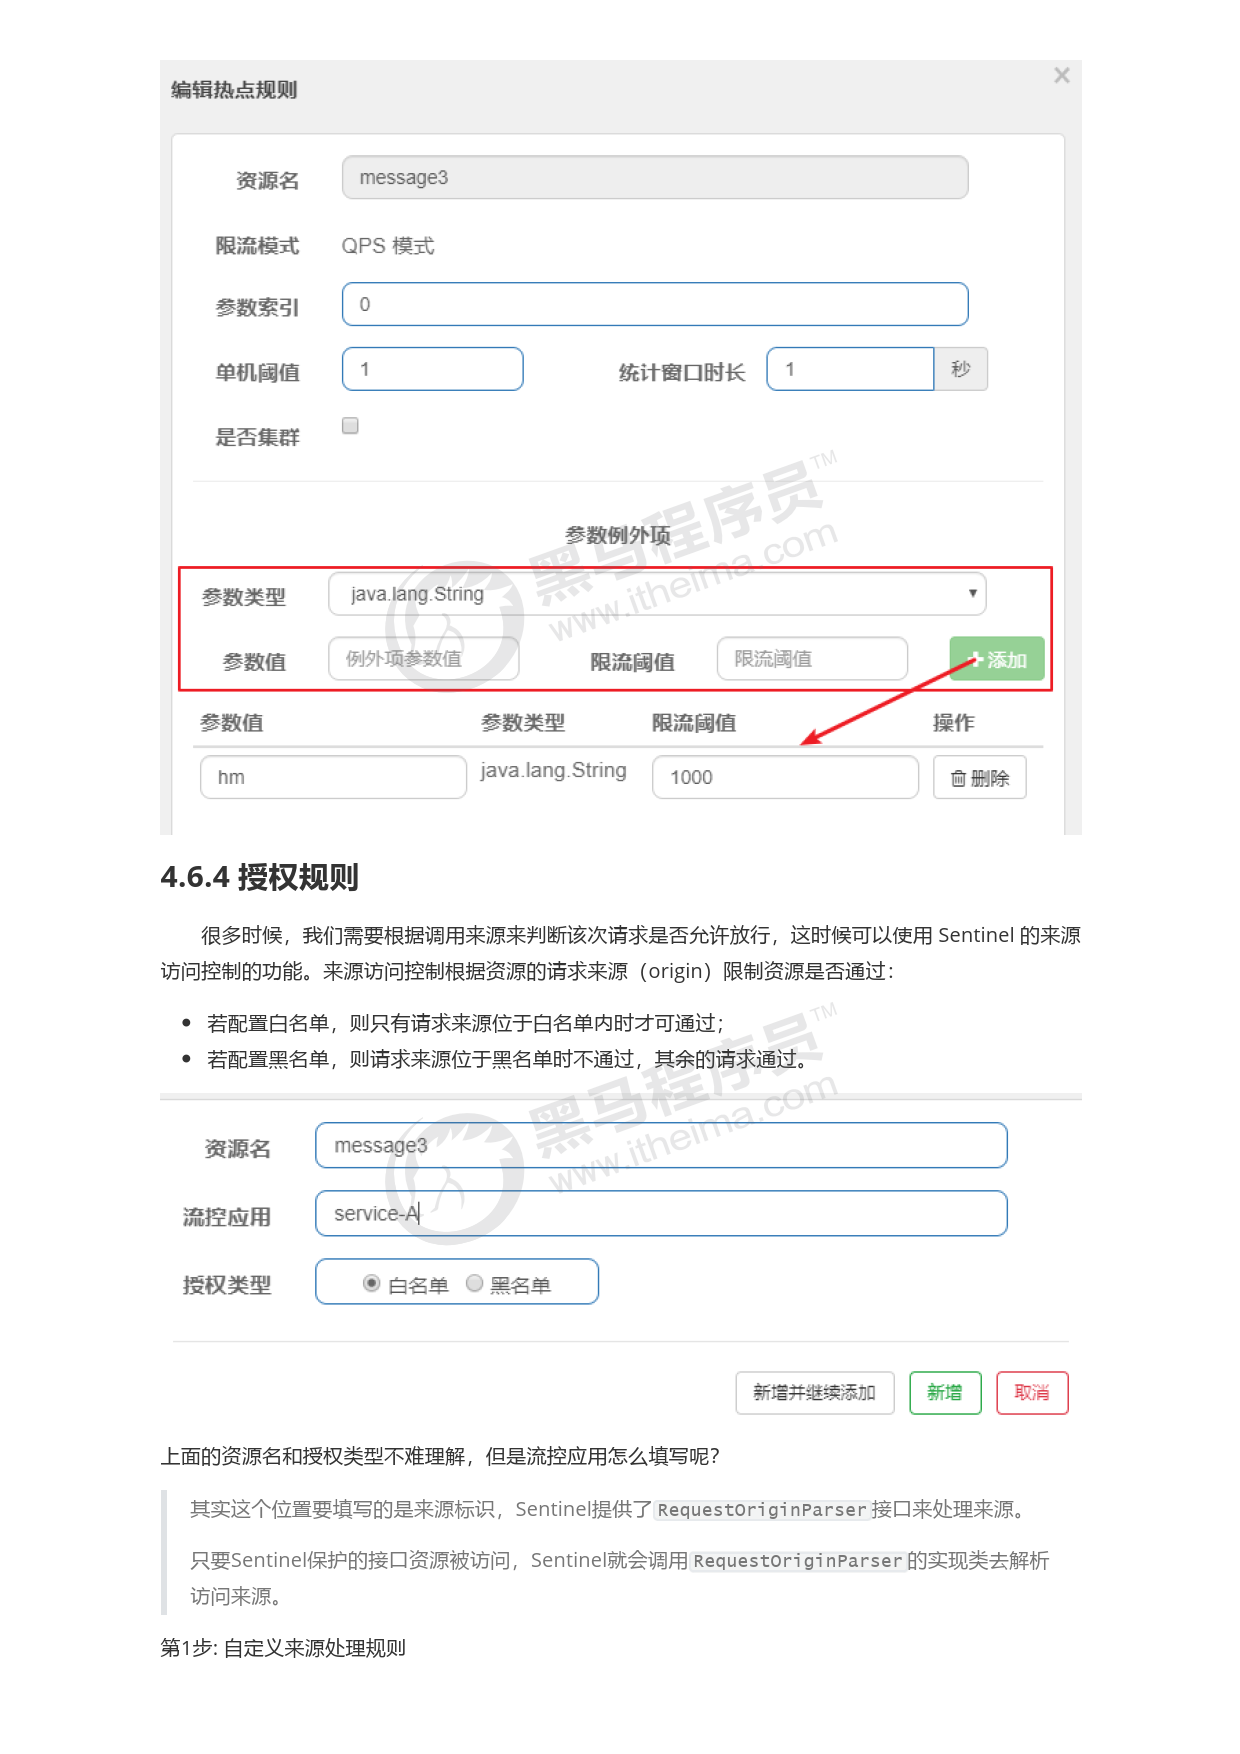 编辑热点规则
×
资源名 message3
限流模式 QPS 模式
参数索引 0
单机阈值 1 统计窗口时长 1 秒
是否集群
参数例外项
参数类型 java.lang.String
参数值 例外项参数值 限流阈值 限流阈值 +添加
参数值 参数类型 限流阈值 操作
hm java.lang.String 1000 删除
黑马程序员™
www.itheima.com
4.6.4 授权规则
很多时候，我们需要根据调用来源来判断该次请求是否允许放行，这时候可以使用 Sentinel 的来源
访问控制的功能。来源访问控制根据资源的请求来源（origin）限制资源是否通过：
• 若配置白名单，则只有请求来源位于白名单内时才可通过；
• 若配置黑名单，则请求来源位于黑名单时不通过，其余的请求通过。
黑马程序员™
www.itheima.com
资源名 message3
流控应用 service-A
授权类型 白名单 黑名单
新增并继续添加 新增 取消
上面的资源名和授权类型不难理解，但是流控应用怎么填写呢？
其实这个位置要填写的是来源标识，Sentinel提供了 RequestOriginParser 接口来处理来源。
只要Sentinel保护的接口资源被访问，Sentinel就会调用 RequestOriginParser 的实现类去解析
访问来源。
第1步: 自定义来源处理规则